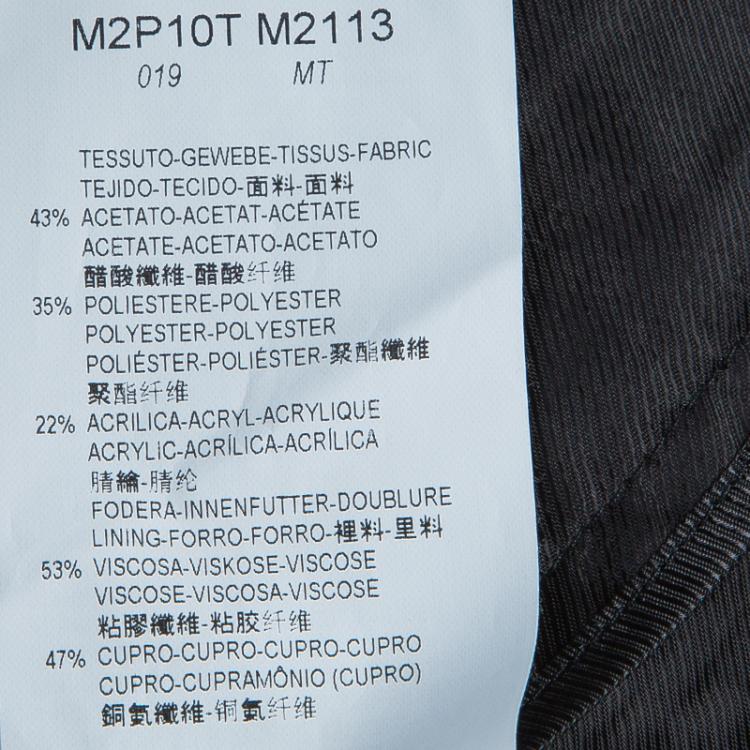 M2P10T M2113
019 MT
TESSUTO-GEWEBE-TISSUS-FABRIC
TEJIDO-TECIDO-面料-面料
43% ACETATO-ACETAT-ACÉTATE
ACETATE-ACETATO-ACETATO
醋酸纖維-醋酸纤维
35% POLIESTERE-POLYESTER
POLYESTER-POLYESTER
POLIÉSTER-POLIÉSTER-聚酯纖維
聚酯纤维
22% ACRILICA-ACRYL-ACRYLIQUE
ACRYLIC-ACRÍLICA-ACRÍLICA
腈綸-腈纶
FODERA-INNENFUTTER-DOUBLURE
LINING-FORRO-FORRO-裡料-里料
53% VISCOSA-VISKOSE-VISCOSE
VISCOSE-VISCOSA-VISCOSE
粘膠纖維-粘胶纤维
47% CUPRO-CUPRO-CUPRO-CUPRO
CUPRO-CUPRAMÔNIO (CUPRO)
銅氨纖維-铜氨纤维